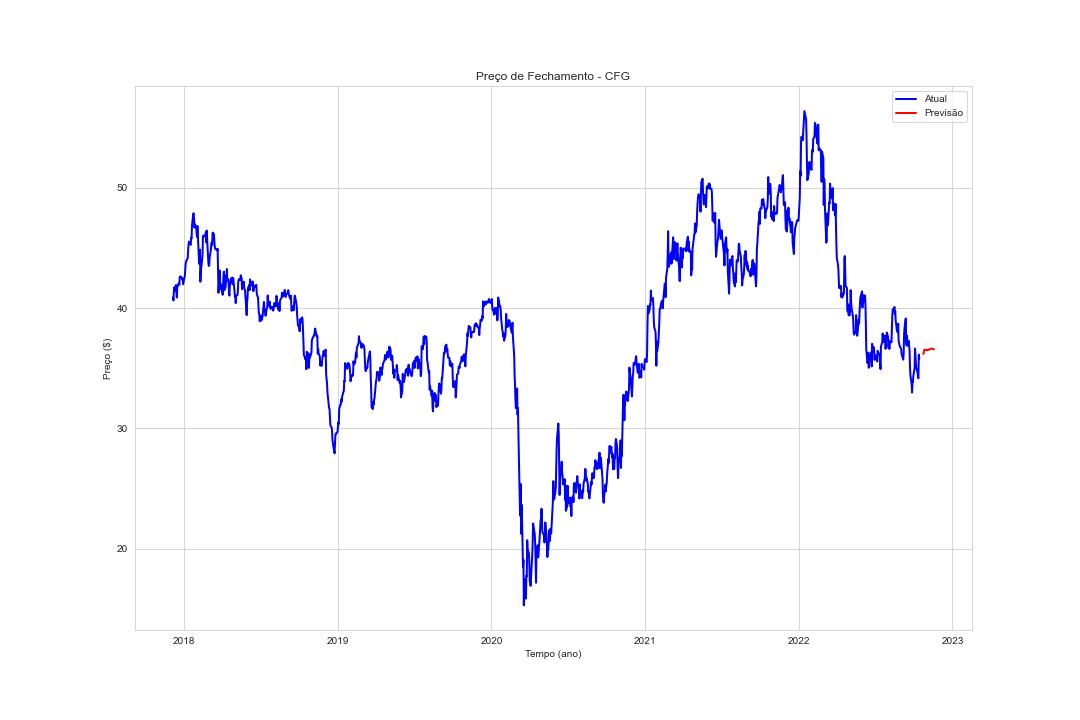 Preço de Fechamento - CFG
Atual
Previsão
Preço ($)
50
40
30
20
2018
2019
2020
2021
2022
2023
Tempo (ano)